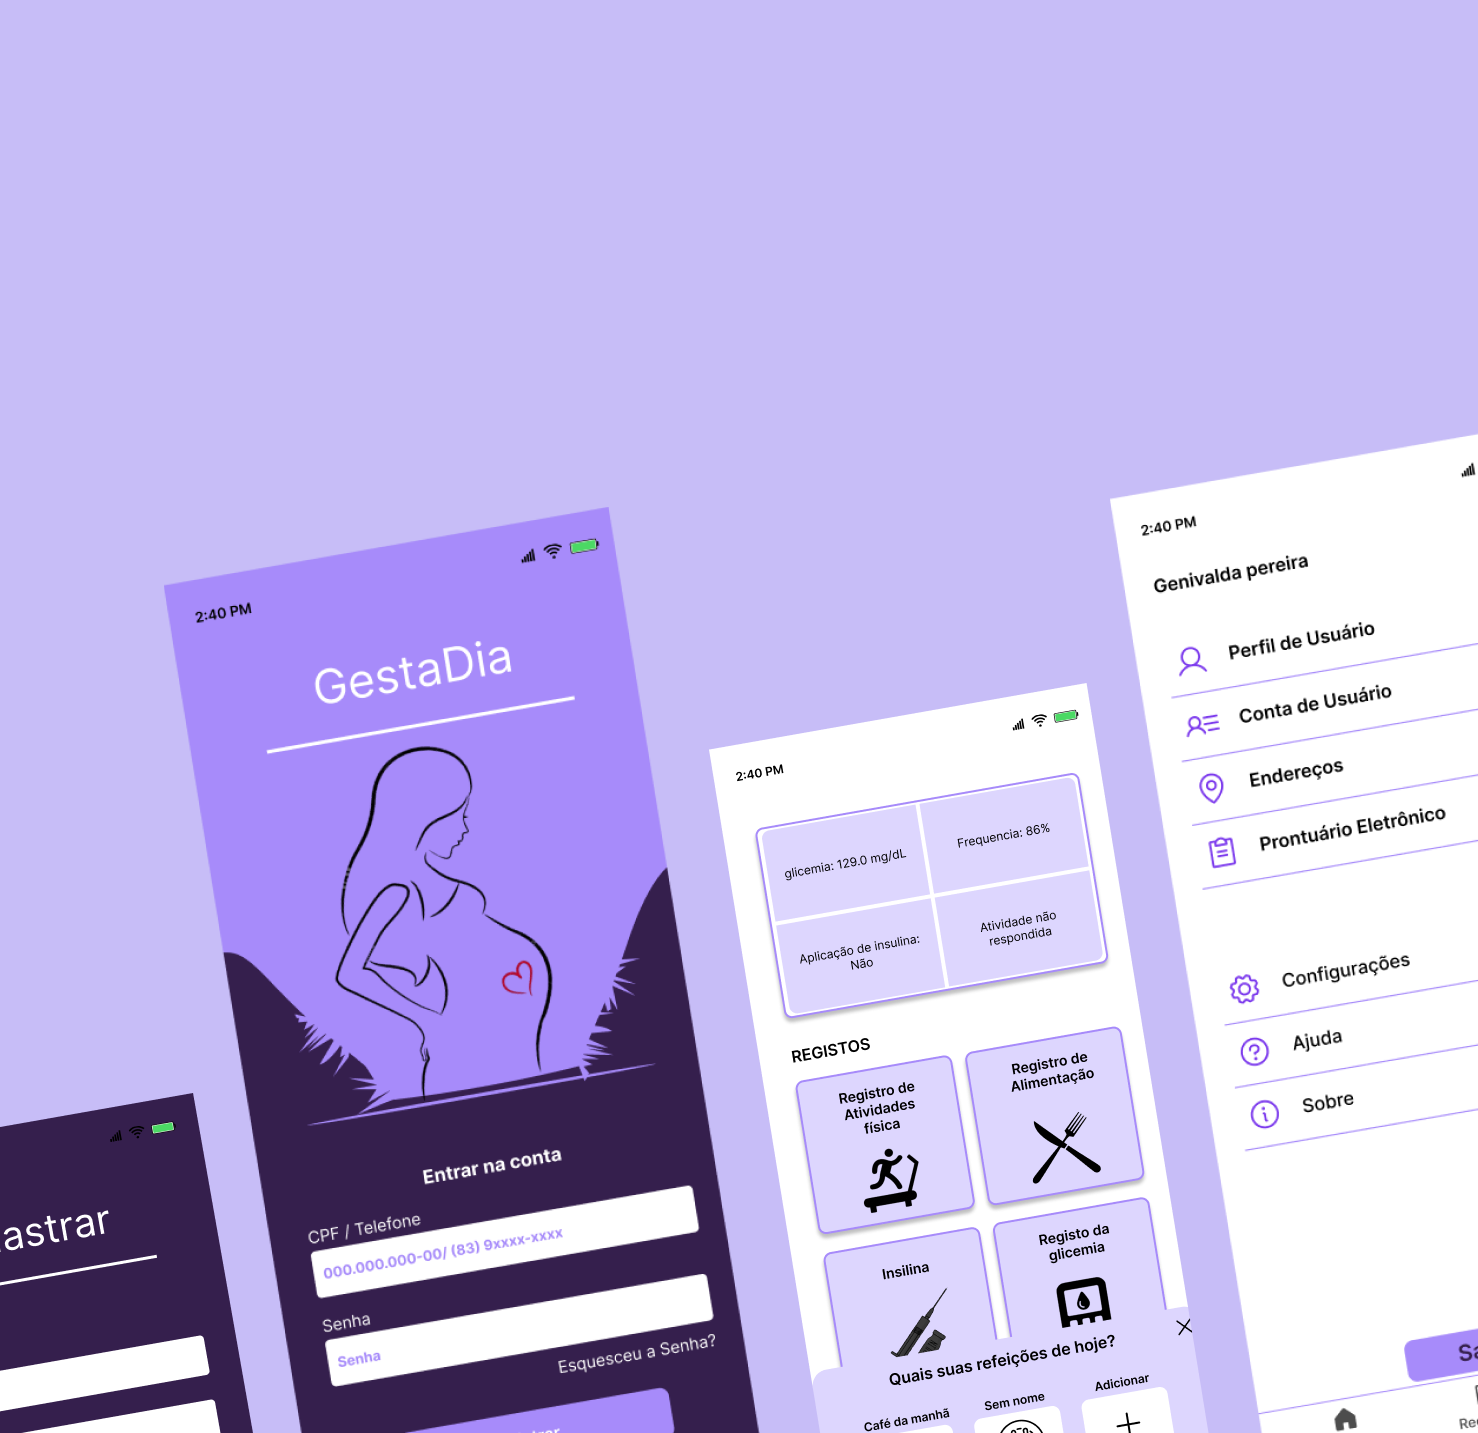 2:40 PM
GestaDia
Entrar na conta
CPF / Telefone
000.000.000-00/ (83) 9xxxx-xxxx
Senha
Senha
Esquesceu a Senha?
2:40 PM
glicemia: 129.0 mg/dL
Frequencia: 86%
Aplicação de insulina:
Não
Atividade não
respondida
REGISTOS
Registro de
Atividades
física
Registro de
Alimentação
Insilina
Registo da
glicemia
Quais suas refeições de hoje?
Café da manhã
Sem nome
Adicionar
2:40 PM
Genivalda pereira
Perfil de Usuário
Conta de Usuário
Endereços
Prontuário Eletrônico
Configurações
Ajuda
Sobre